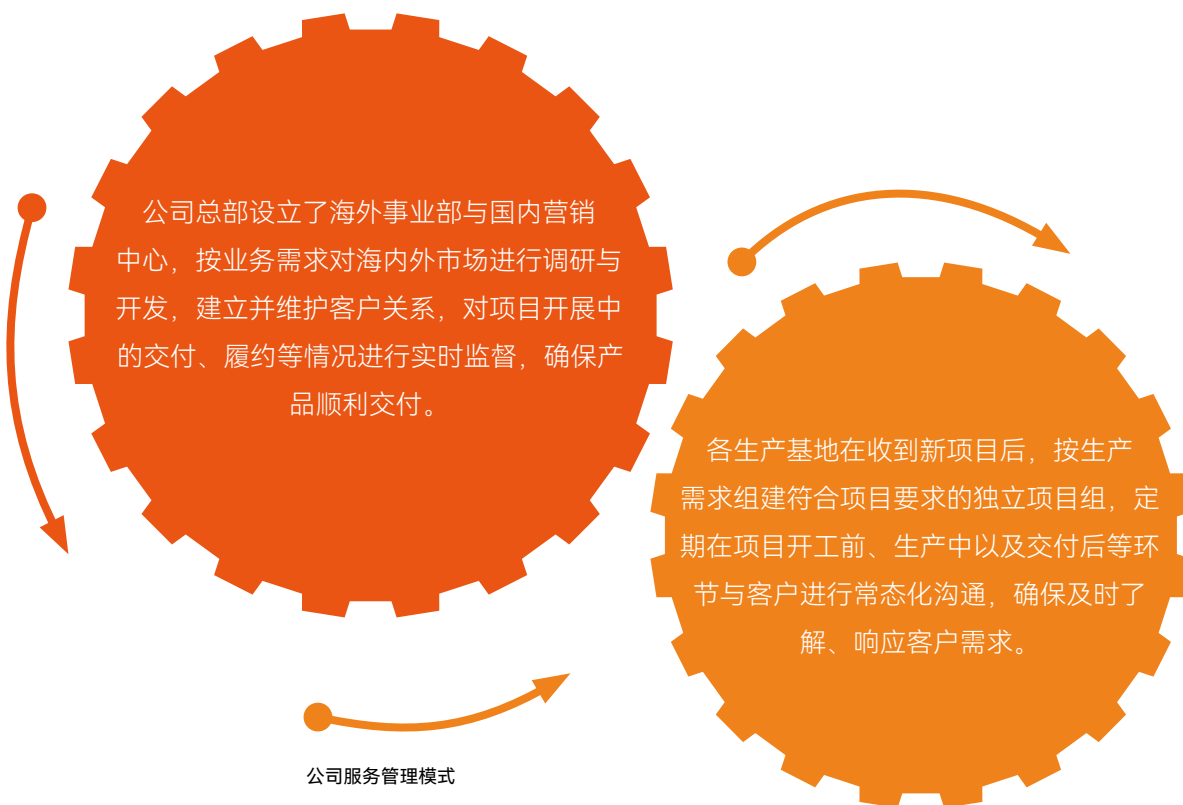 公司总部设立了海外事业部与国内营销
中心，按业务需求对海内外市场进行调研与
开发，建立并维护客户关系，对项目开展中
的交付、履约等情况进行实时监督，确保产
品顺利交付。
各生产基地在收到新项目后，按生产
需求组建符合项目要求的独立项目组，定
期在项目开工前、生产中以及交付后等环
节与客户进行常态化沟通，确保及时了
解、响应客户需求。
公司服务管理模式